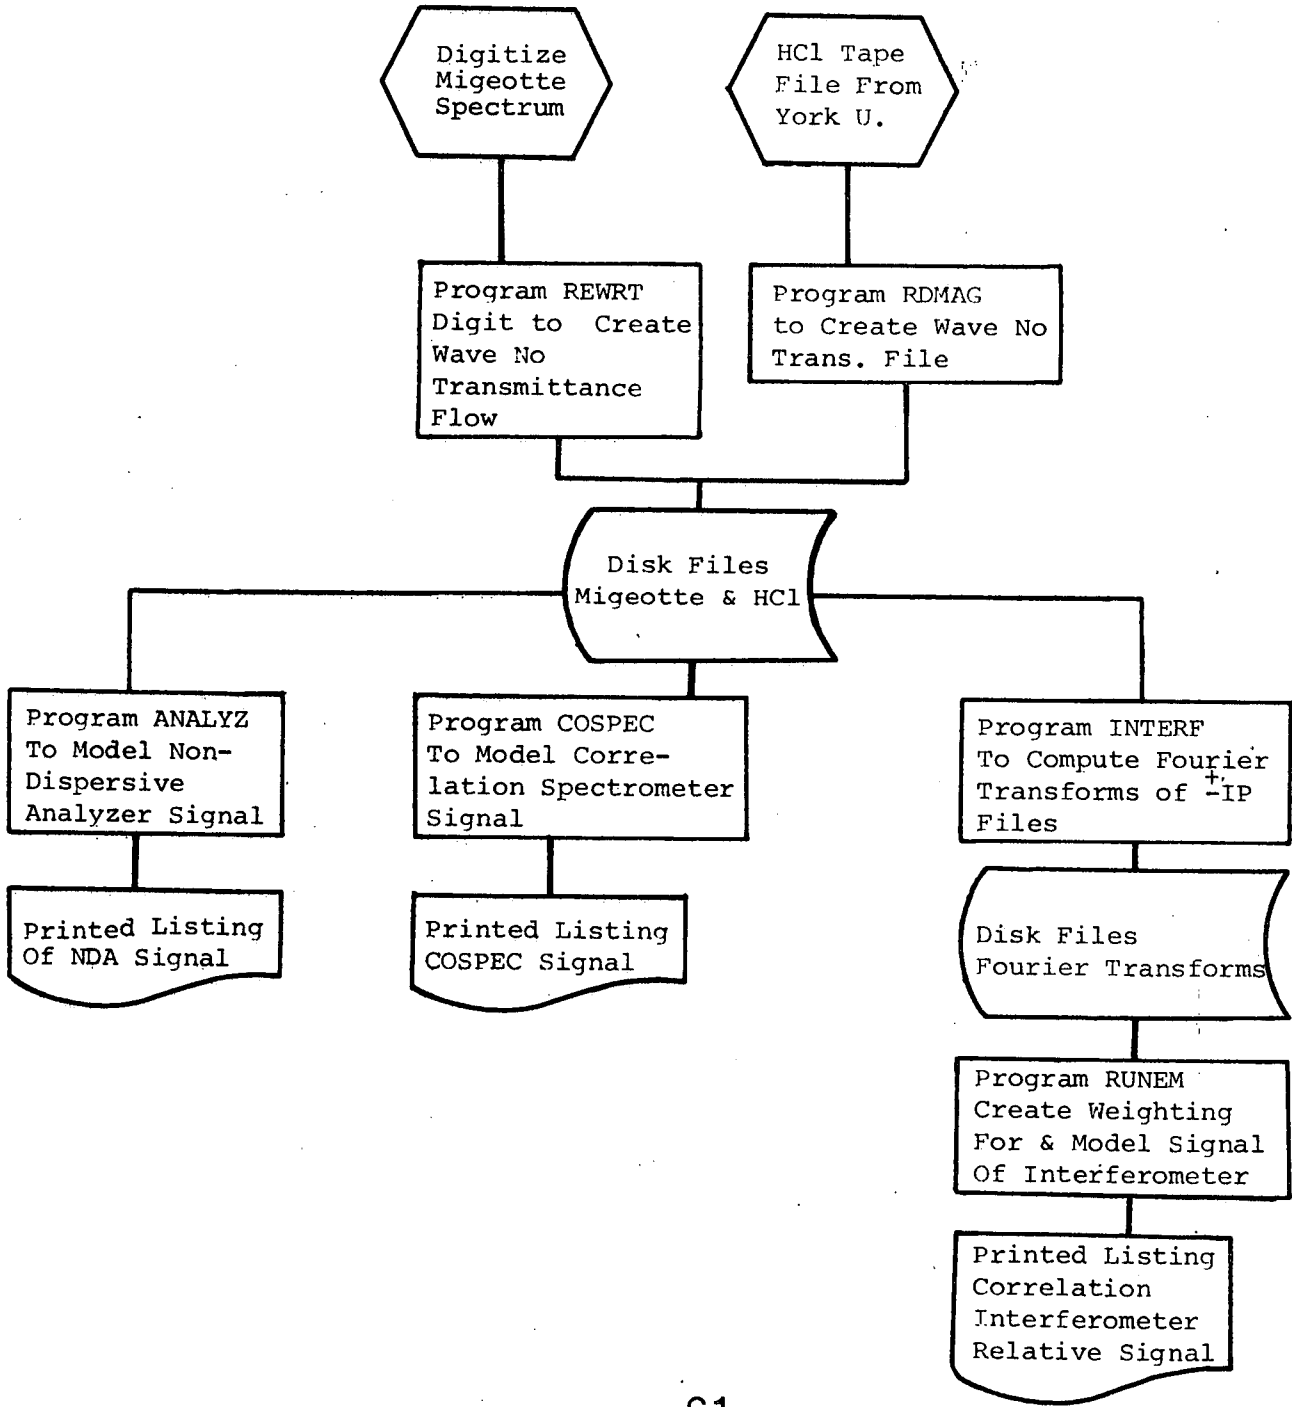 Digitize
Migeotte
Spectrum
HCl Tape
File From
York U.
Program REWRT
Digit to Create
Wave No
Transmittance
Flow
Program RDMAG
to Create Wave No
Trans. File
Disk Files
Migeotte & HCl
Program ANALYZ
To Model Non-
Dispersive
Analyzer Signal
Program COSPEC
To Model Corre-
lation Spectrometer
Signal
Program INTERF
To Compute Fourier
Transforms of ±IP
Files
Printed Listing
Of NDA Signal
Printed Listing
COSPEC Signal
Disk Files
Fourier Transforms
Program RUNEM
Create Weighting
For & Model Signal
Of Interferometer
Printed Listing
Correlation
Interferometer
Relative Signal